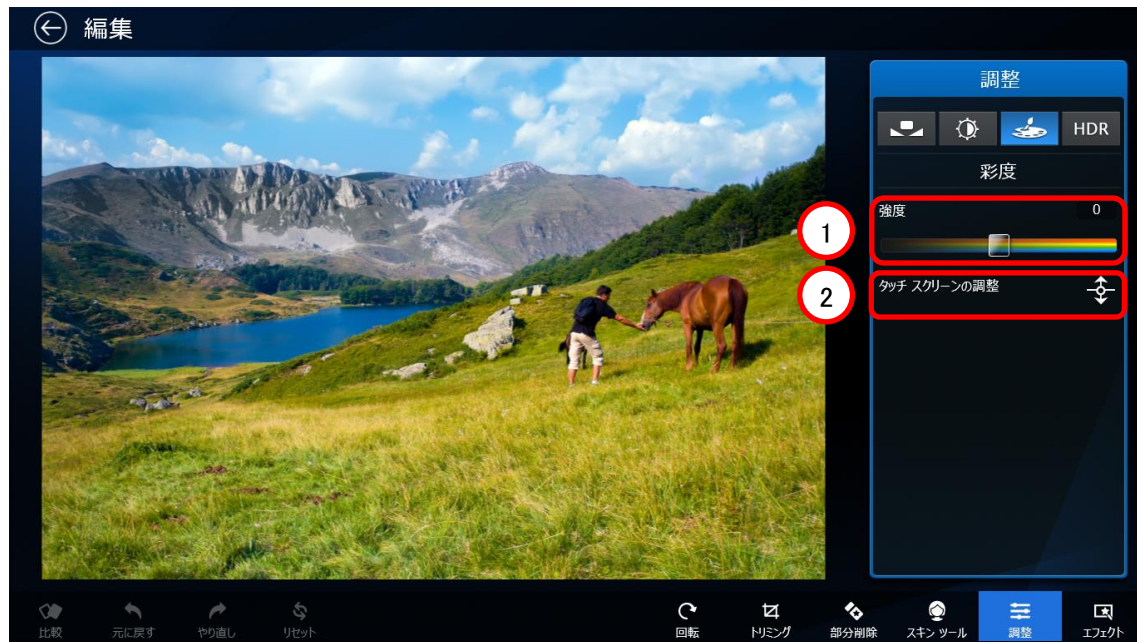 編集
調整
HDR
彩度
強度 0
1
タッチ スクリーンの調整
2
比較
元に戻す
やり直し
リセット
回転
トリミング
部分削除
スキン ツール
調整
エフェクト